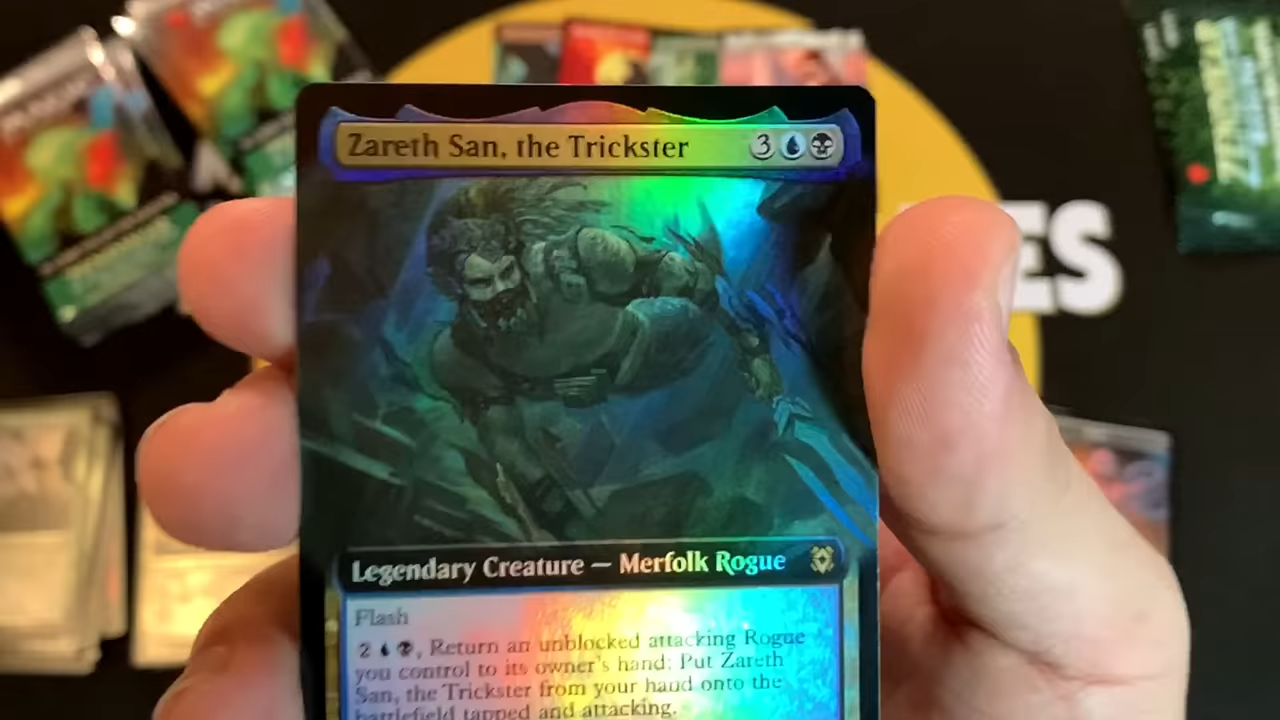 Zareth San, the Trickster 3
ES
Legendary Creature — Merfolk Rogue
Flash
2 , Return an unblocked attacking Rogue
you control to its owner's hand: Put Zareth
San, the Trickster from your hand onto the
battlefield tapped and attacking.